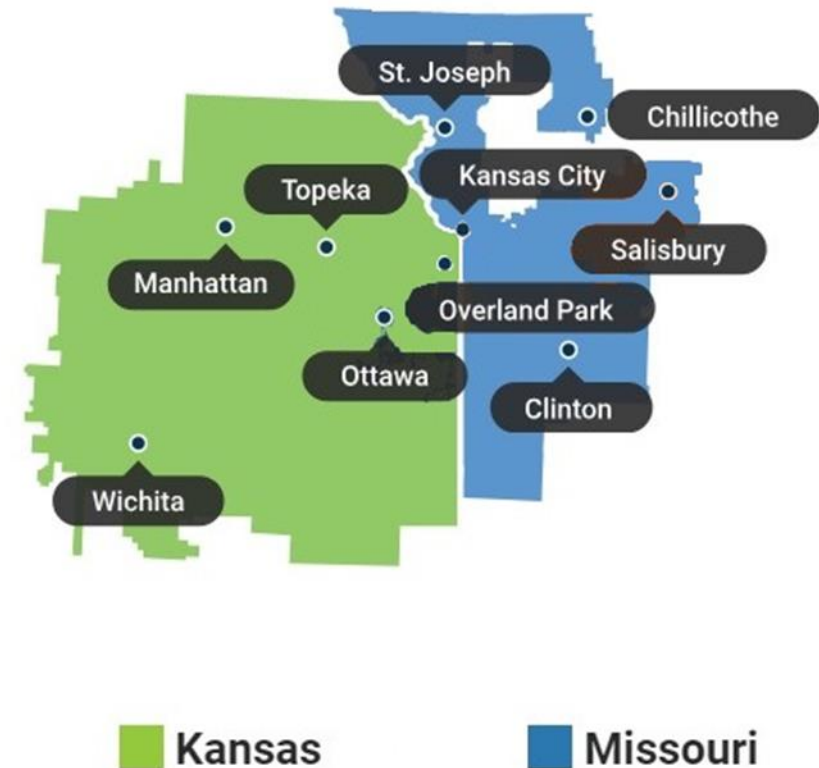 St. Joseph
Chillicothe
Kansas City
Topeka
Salisbury
Manhattan
Overland Park
Ottawa
Clinton
Wichita
Kansas
Missouri